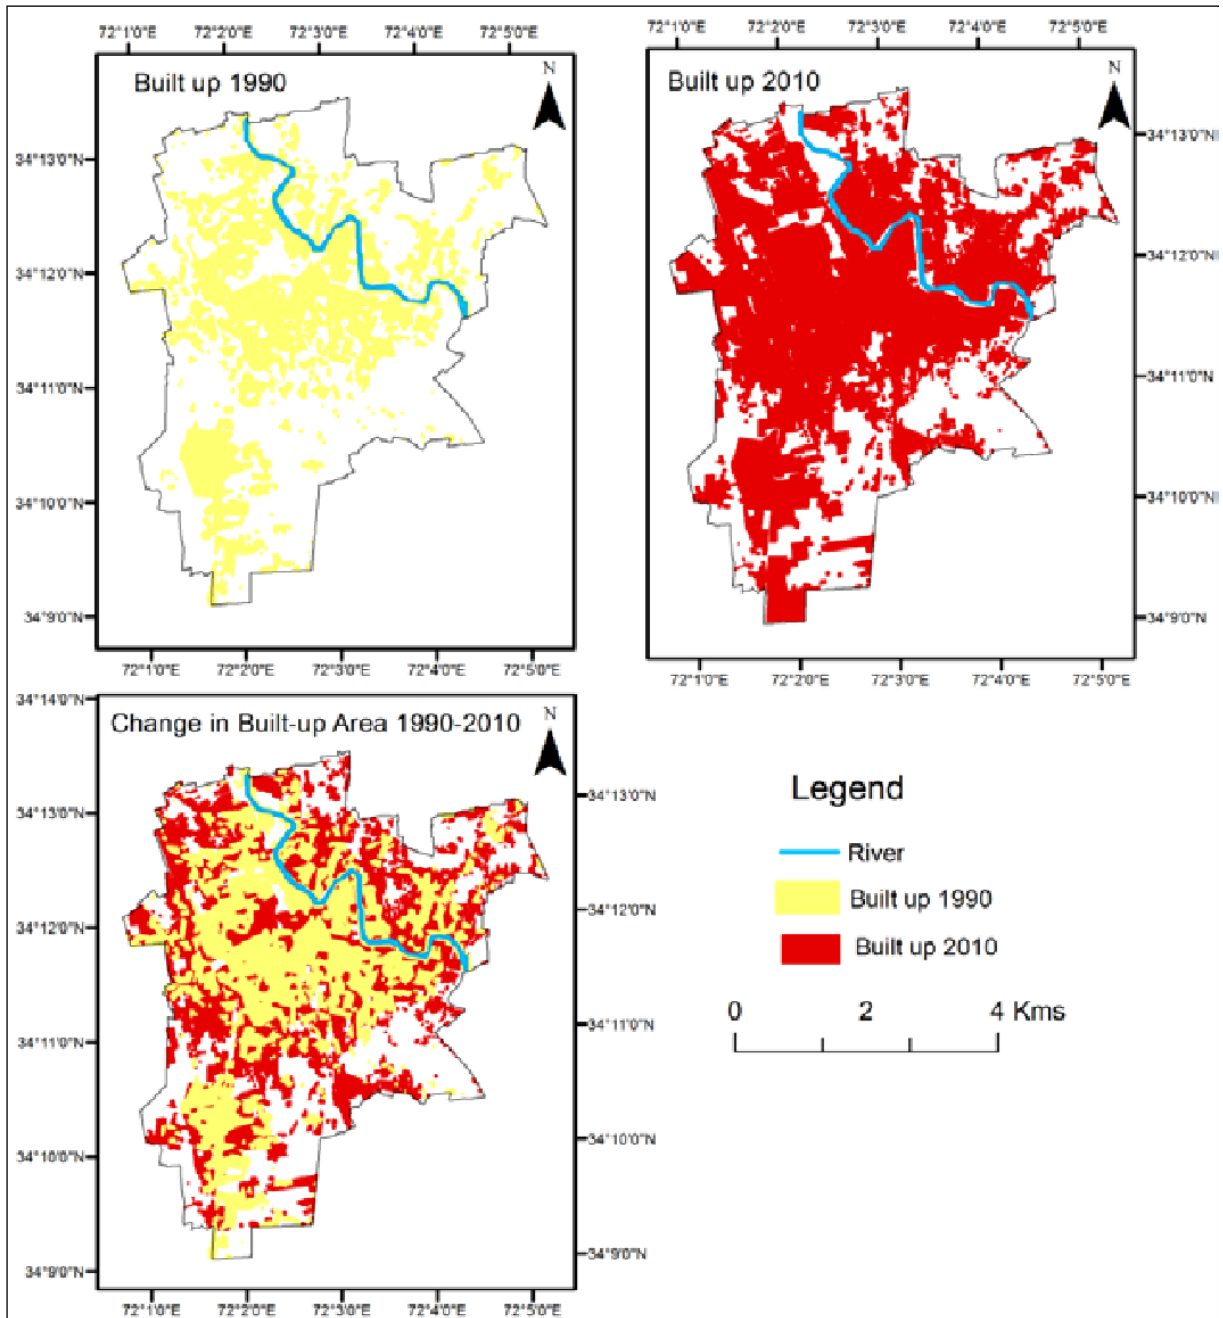 72°1'0"E 72°2'0"E 72°3'0"E 72°4'0"E 72°5'0"E
Built up 1990
N
34°13'0"N
34°12'0"N
34°11'0"N
34°10'0"N
34°9'0"N
72°1'0"E 72°2'0"E 72°3'0"E 72°4'0"E 72°5'0"E
72°1'0"E 72°2'0"E 72°3'0"E 72°4'0"E 72°5'0"E
Built up 2010
N
34°13'0"N
34°12'0"N
34°11'0"N
34°10'0"N
34°9'0"N
72°1'0"E 72°2'0"E 72°3'0"E 72°4'0"E 72°5'0"E
34°14'0"N
Change in Built-up Area 1990-2010
N
34°13'0"N
34°12'0"N
34°11'0"N
34°10'0"N
34°9'0"N
34°13'0"N
34°12'0"N
34°11'0"N
34°10'0"N
34°9'0"N
72°1'0"E 72°2'0"E 72°3'0"E 72°4'0"E 72°5'0"E
Legend
River
Built up 1990
Built up 2010
0 2 4 Kms